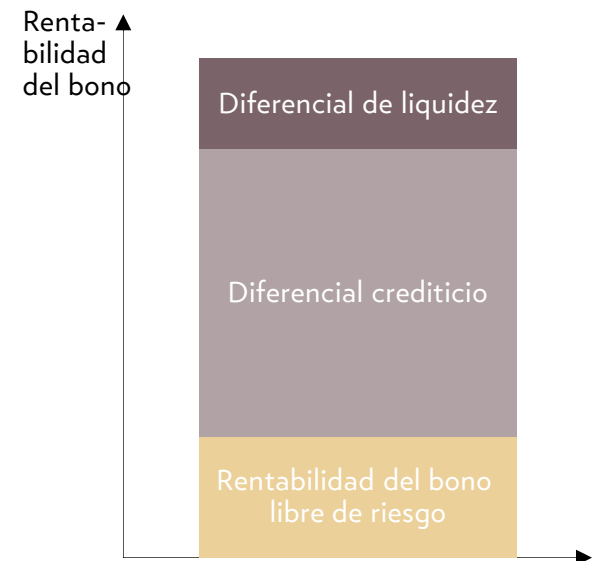 Renta-
bilidad
del bono
Diferencial de liquidez
Diferencial crediticio
Rentabilidad del bono
libre de riesgo